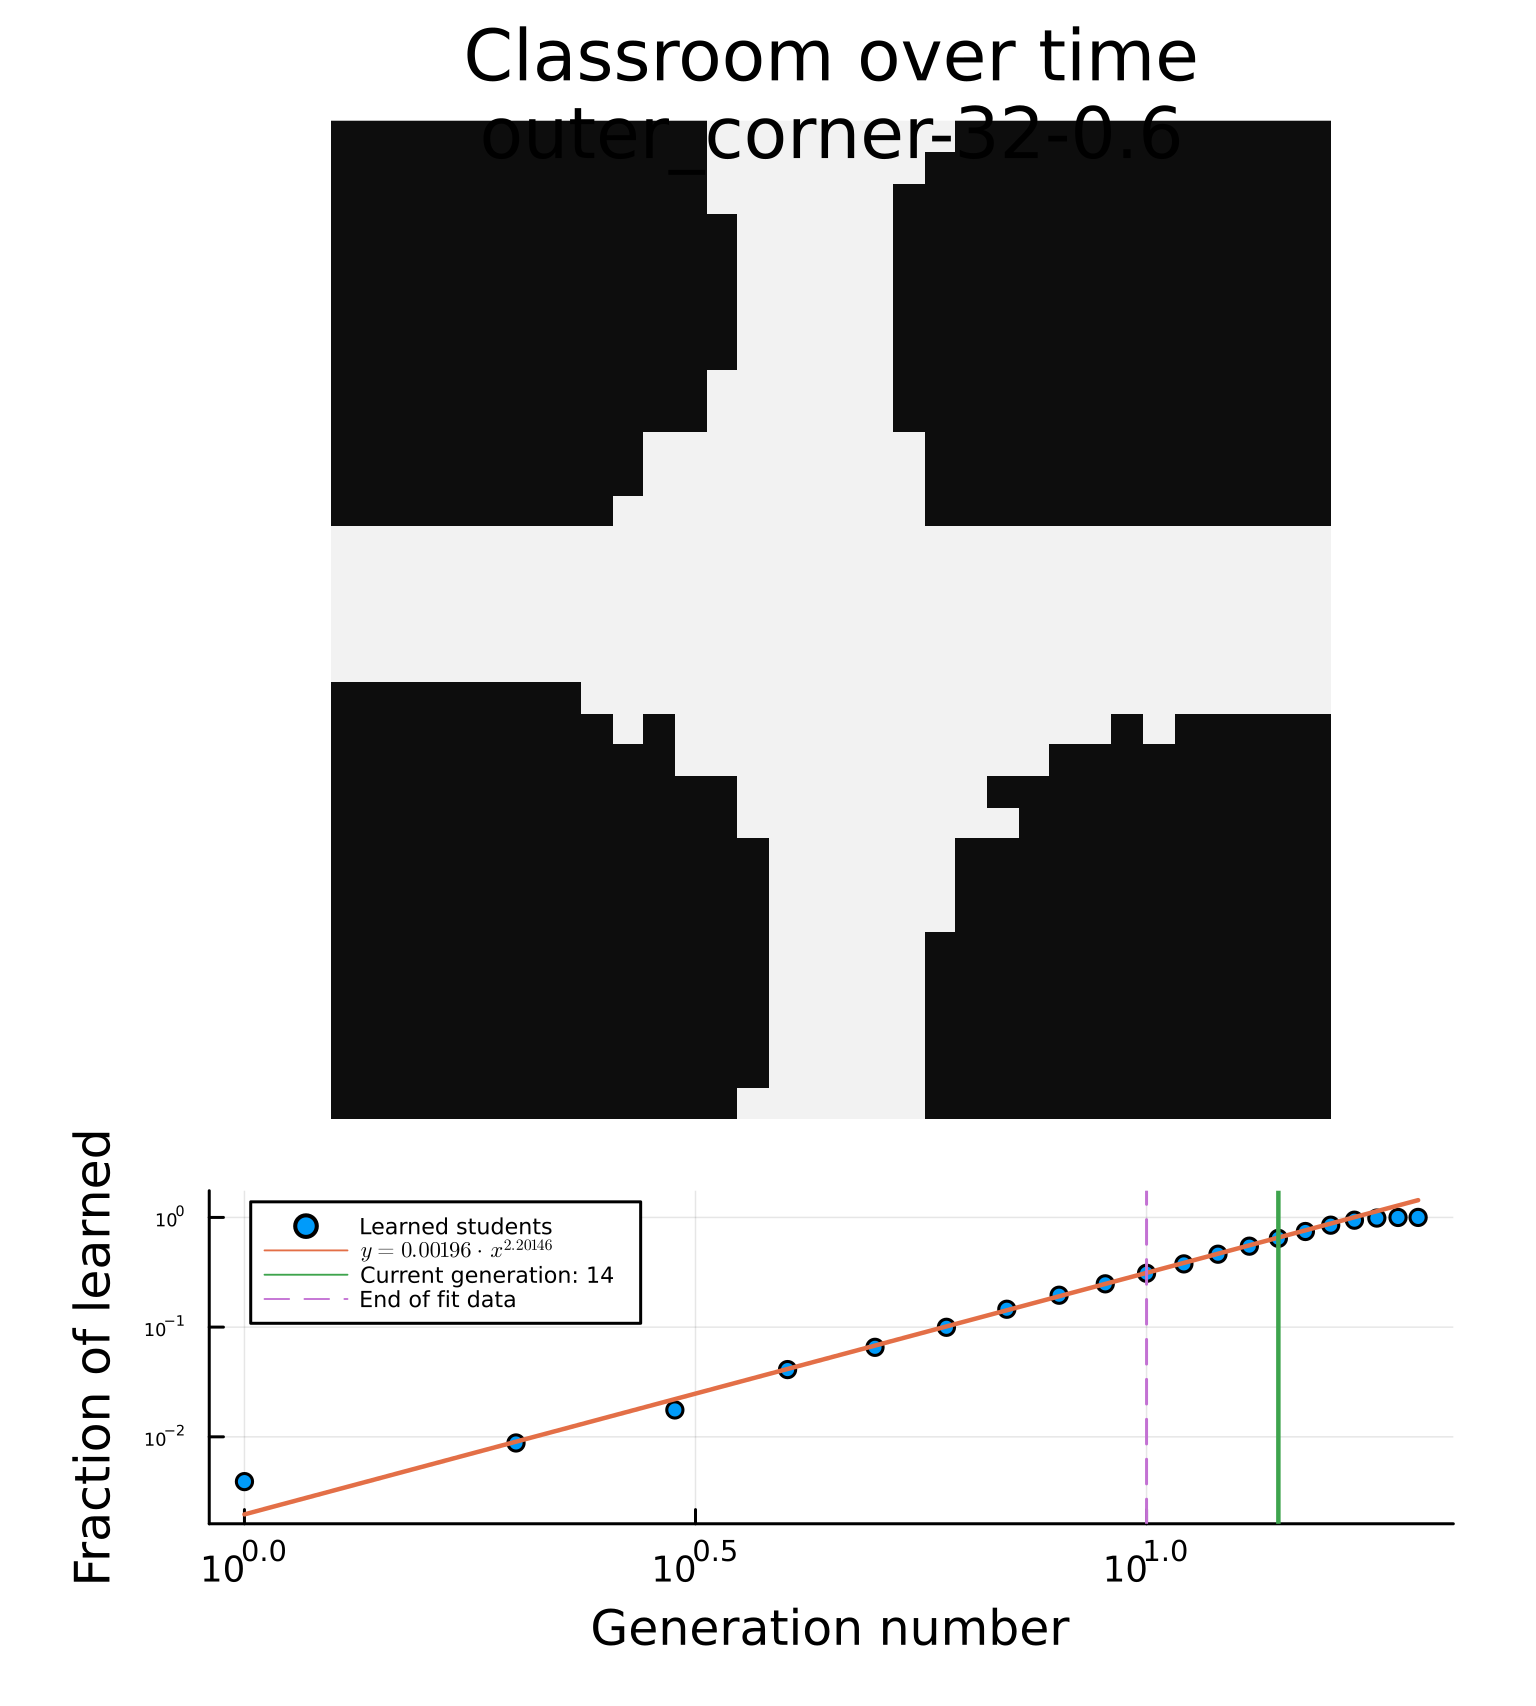 Classroom over time
outer_corner-32-0.6
Fraction of learned
10⁰
10⁻¹
10⁻²
Learned students
y = 0.00196 · x^2.20146
Current generation: 14
End of fit data
10^0.0
10^0.5
10^1.0
Generation number